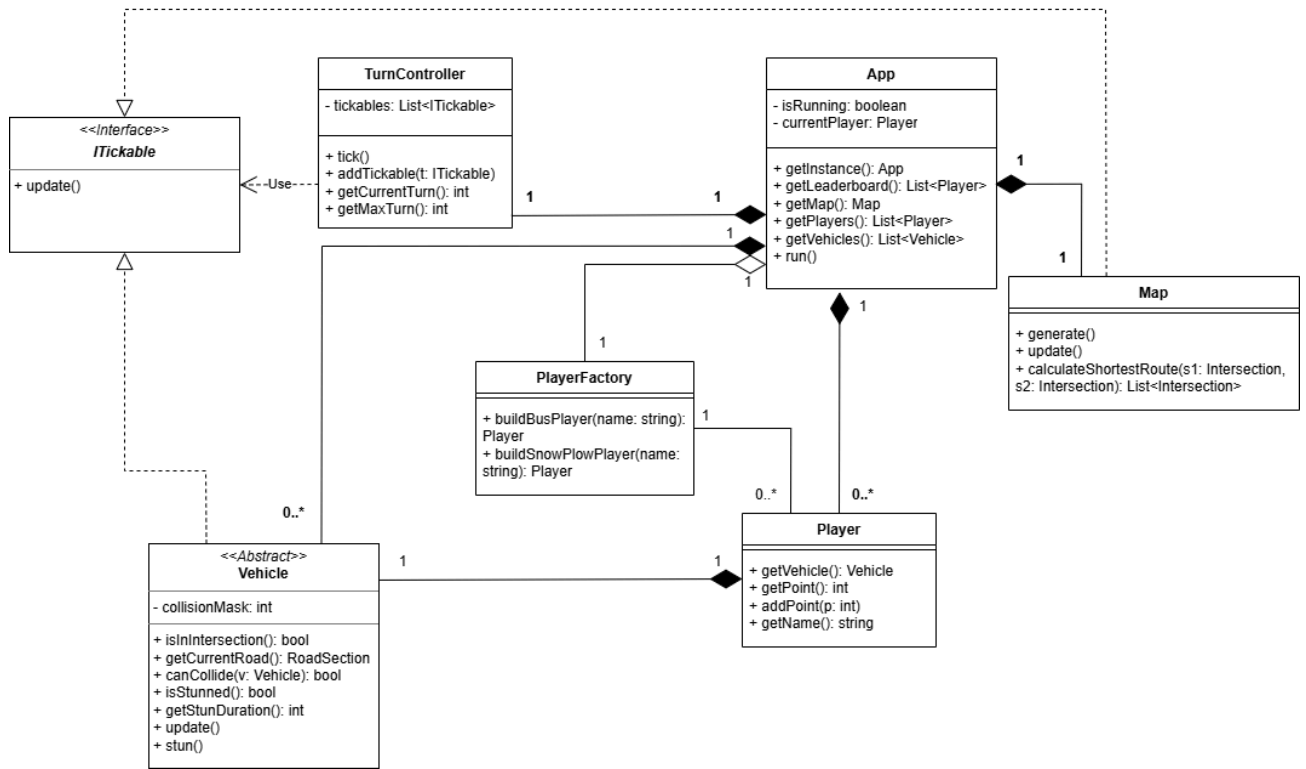 TurnController
- tickables: List<ITickable>
+ tick()
+ addTickable(t: ITickable)
+ getCurrentTurn(): int
+ getMaxTurn(): int
App
- isRunning: boolean
- currentPlayer: Player
+ getInstance(): App
+ getLeaderboard(): List<Player>
+ getMap(): Map
+ getPlayers(): List<Player>
+ getVehicles(): List<Vehicle>
+ run()
<<Interface>>
ITickable
+ update()
Use
1
1
1
1
1
1
1
Map
+ generate()
+ update()
+ calculateShortestRoute(s1: Intersection,
s2: Intersection): List<Intersection>
1
PlayerFactory
+ buildBusPlayer(name: string):
Player
+ buildSnowPlowPlayer(name:
string): Player
1
0..*
0..*
0..*
Player
+ getVehicle(): Vehicle
+ getPoint(): int
+ addPoint(p: int)
+ getName(): string
1
1
<<Abstract>>
Vehicle
- collisionMask: int
+ isInIntersection(): bool
+ getCurrentRoad(): RoadSection
+ canCollide(v: Vehicle): bool
+ isStunned(): bool
+ getStunDuration(): int
+ update()
+ stun()